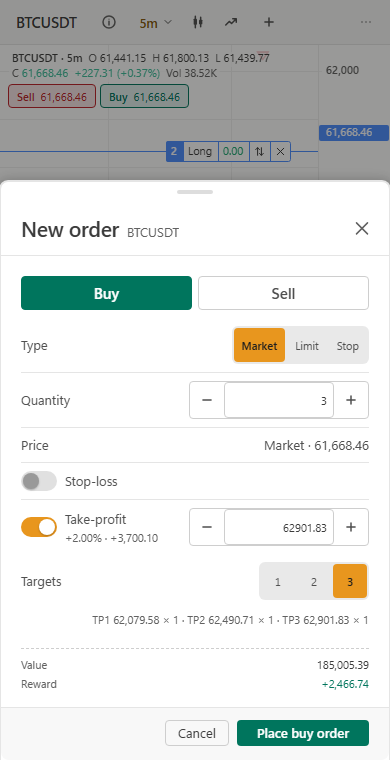 BTCUSDT 5m
BTCUSDT · 5m O 61,441.15 H 61,800.13 L 61,439.77
C 61,668.46 +227.31 (+0.37%) Vol 38.52K
62,000
Sell 61,668.46 Buy 61,668.46
61,668.46
2 Long 0.00
New order BTCUSDT
Buy Sell
Type Market Limit Stop
Quantity 3
Price Market · 61,668.46
Stop-loss
Take-profit 62901.83
+2.00% · +3,700.10
Targets 1 2 3
TP1 62,079.58 × 1 · TP2 62,490.71 × 1 · TP3 62,901.83 × 1
Value 185,005.39
Reward +2,466.74
Cancel Place buy order